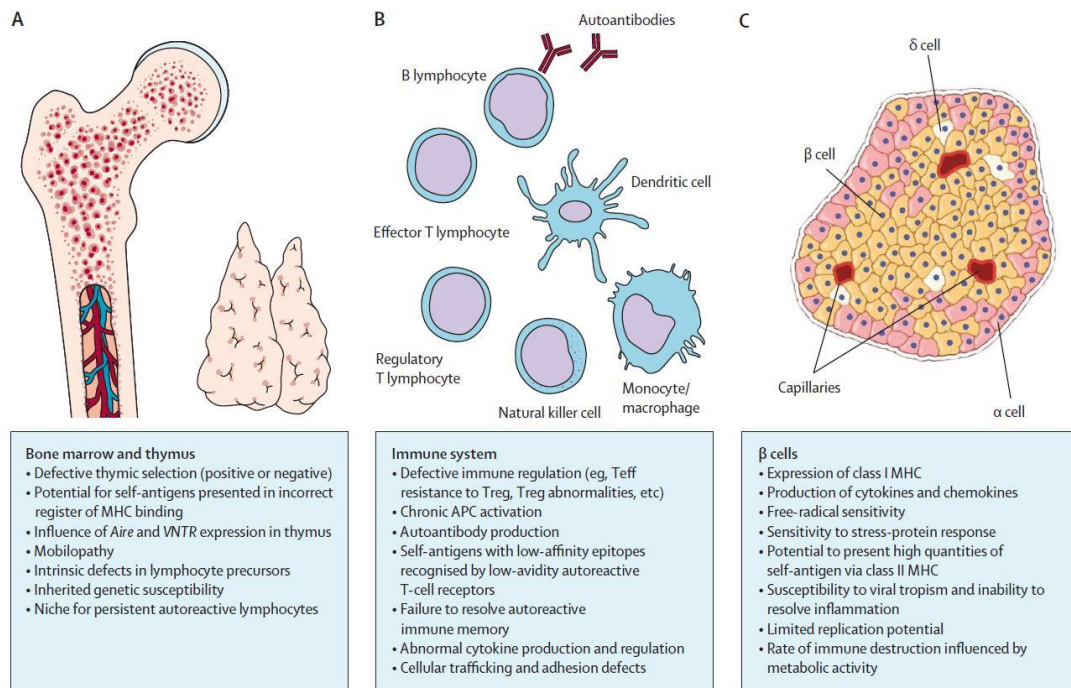 A
B
C
Autoantibodies
B lymphocyte
Effector T lymphocyte
Dendritic cell
Regulatory
T lymphocyte
Natural killer cell
Monocyte/
macrophage
δ cell
β cell
Capillaries
α cell
Bone marrow and thymus
• Defective thymic selection (positive or negative)
• Potential for self-antigens presented in incorrect
register of MHC binding
• Influence of Aire and VNTR expression in thymus
• Mobilopathy
• Intrinsic defects in lymphocyte precursors
• Inherited genetic susceptibility
• Niche for persistent autoreactive lymphocytes
Immune system
• Defective immune regulation (eg, Teff
resistance to Treg, Treg abnormalities, etc)
• Chronic APC activation
• Autoantibody production
• Self-antigens with low-affinity epitopes
recognised by low-avidity autoreactive
T-cell receptors
• Failure to resolve autoreactive
immune memory
• Abnormal cytokine production and regulation
• Cellular trafficking and adhesion defects
β cells
• Expression of class I MHC
• Production of cytokines and chemokines
• Free-radical sensitivity
• Sensitivity to stress-protein response
• Potential to present high quantities of
self-antigen via class II MHC
• Susceptibility to viral tropism and inability to
resolve inflammation
• Limited replication potential
• Rate of immune destruction influenced by
metabolic activity